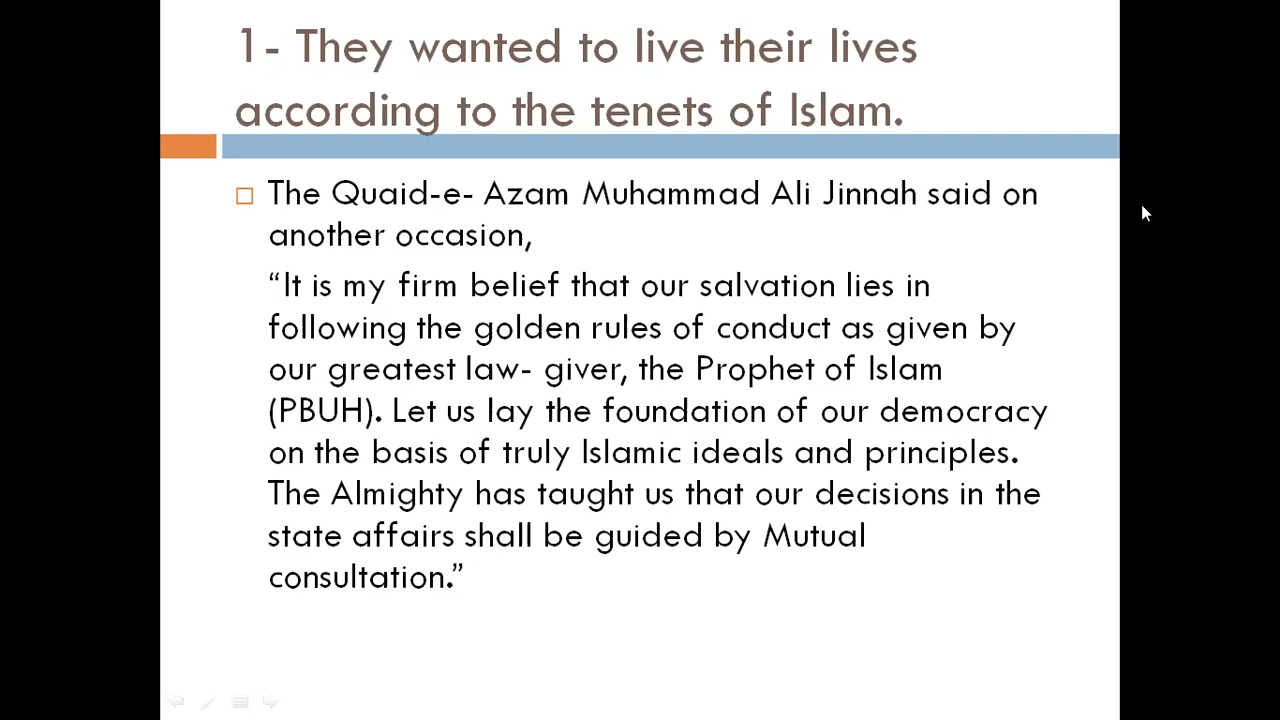 1- They wanted to live their lives
according to the tenets of Islam.
The Quaid-e- Azam Muhammad Ali Jinnah said on
another occasion,
“It is my firm belief that our salvation lies in
following the golden rules of conduct as given by
our greatest law- giver, the Prophet of Islam
(PBUH). Let us lay the foundation of our democracy
on the basis of truly Islamic ideals and principles.
The Almighty has taught us that our decisions in the
state affairs shall be guided by Mutual
consultation.”